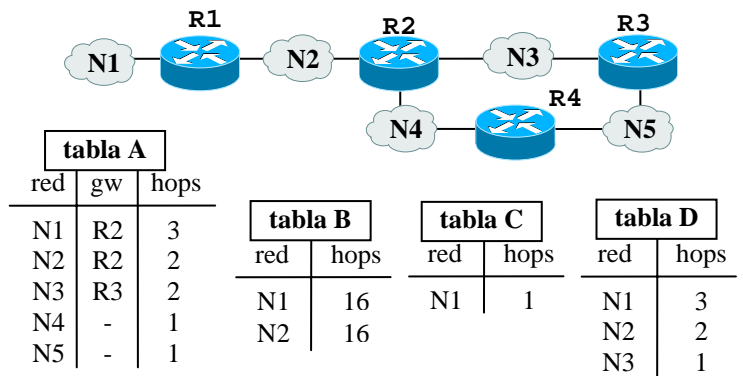 R1
R2
R3
N1
N2
N3
R4
N4
N5
tabla A
red gw hops
N1 R2 3
N2 R2 2
N3 R3 2
N4 - 1
N5 - 1
tabla B
red hops
N1 16
N2 16
tabla C
red hops
N1 1
tabla D
red hops
N1 3
N2 2
N3 1